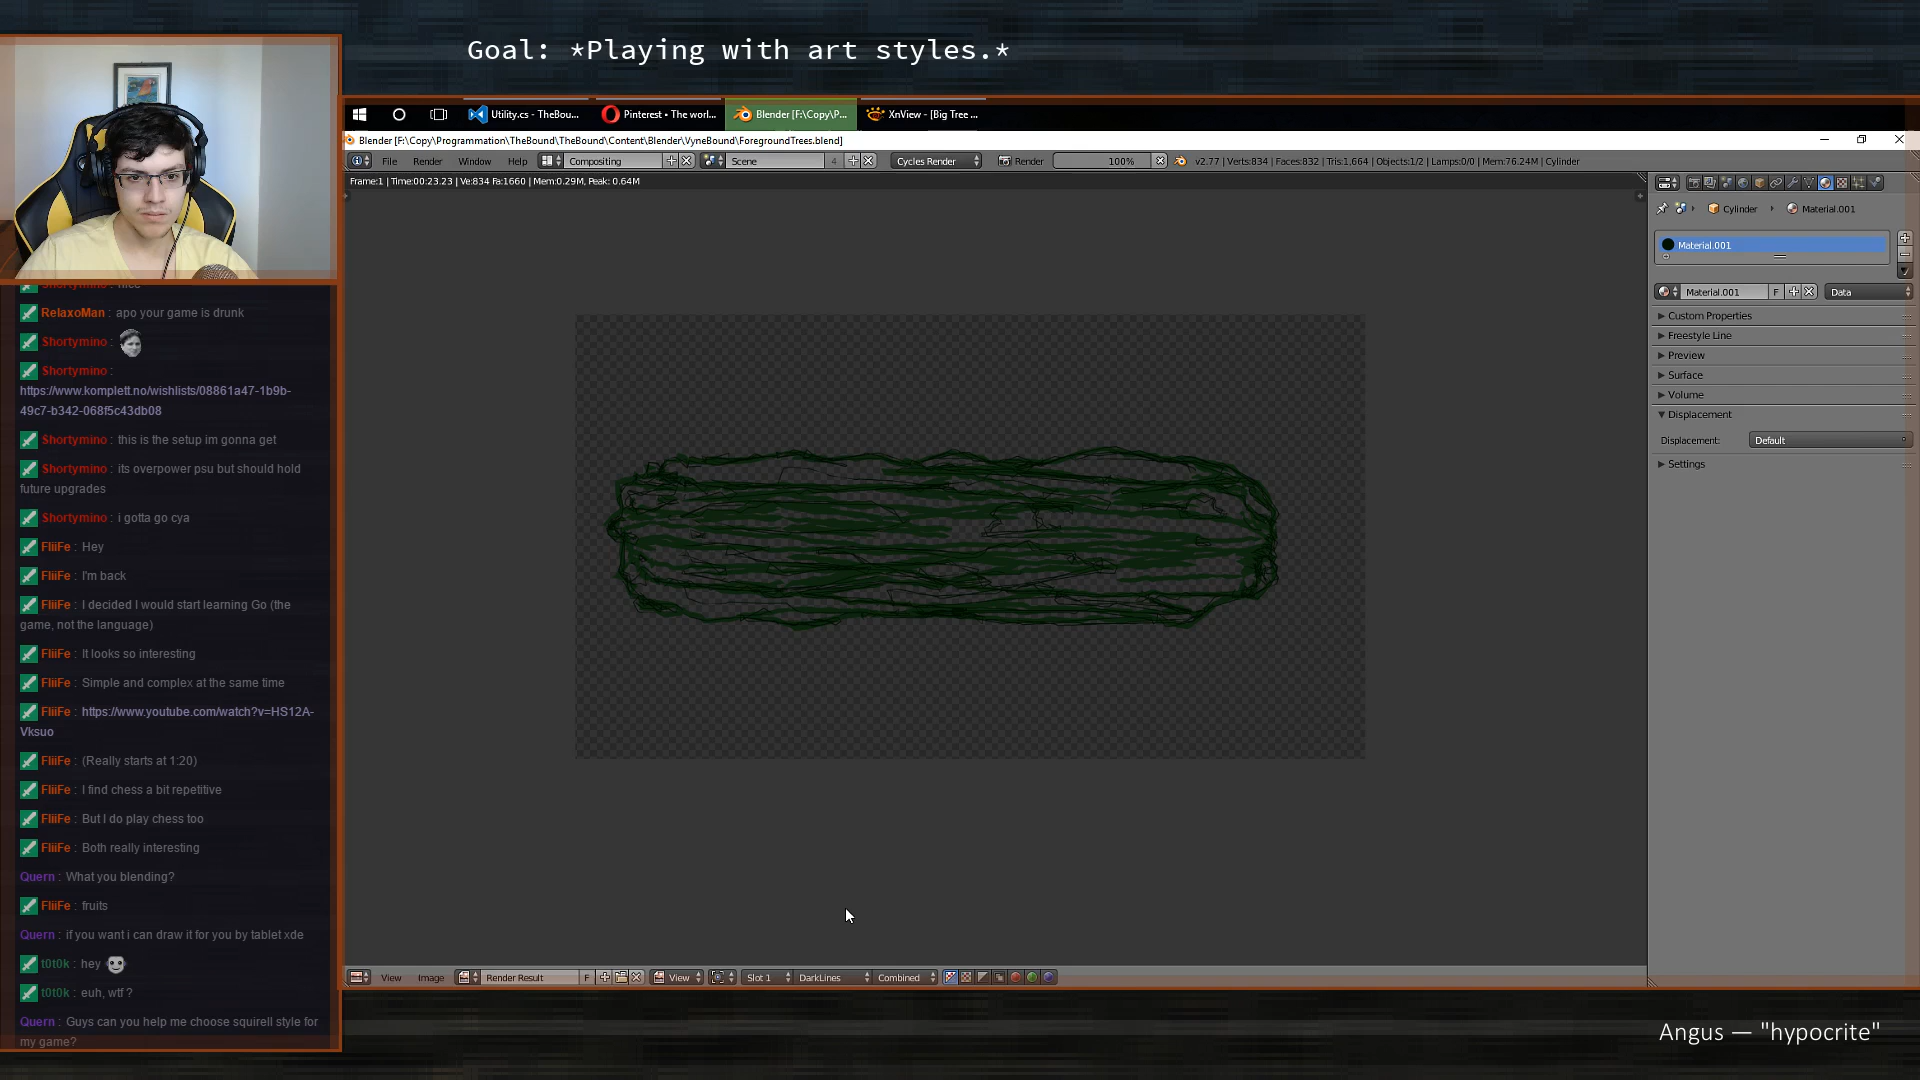 Goal: *Playing with art styles.*
Utility.cs - TheBou...
Pinterest • The worl...
Blender [F:\Copy\P...
XnView - [Big Tree ...
Blender [F:\Copy\Programmation\TheBound\TheBound\Content\Blender\VyneBound\ForegroundTrees.blend]
File Render Window Help Compositing Scene 4 Cycles Render Render 100% v2.77 | Verts:834 | Faces:832 | Tris:1,664 | Objects:1/2 | Lamps:0/0 | Mem:76.24M | Cylinder
Frame:1 | Time:00:23.23 | Ve:834 Fa:1660 | Mem:0.29M, Peak: 0.64M
Cylinder Material.001
Material.001
Material.001 F Data
Custom Properties
Freestyle Line
Preview
Surface
Volume
Displacement
Displacement: Default
Settings
Shortymino : nice
RelaxoMan : apo your game is drunk
Shortymino :
Shortymino :
https://www.komplett.no/wishlists/08861a47-1b9b-
49c7-b342-068f5c43db08
Shortymino : this is the setup im gonna get
Shortymino : its overpower psu but should hold
future upgrades
Shortymino : i gotta go cya
FliiFe : Hey
FliiFe : I'm back
FliiFe : I decided I would start learning Go (the
game, not the language)
FliiFe : It looks so interesting
FliiFe : Simple and complex at the same time
FliiFe : https://www.youtube.com/watch?v=HS12A-
Vksuo
FliiFe : (Really starts at 1:20)
FliiFe : I find chess a bit repetitive
FliiFe : But I do play chess too
FliiFe : Both really interesting
Quern : What you blending?
FliiFe : fruits
Quern : if you want i can draw it for you by tablet xde
t0t0k : hey
t0t0k : euh, wtf ?
Quern : Guys can you help me choose squirell style for
my game?
View Image Render Result F View Slot 1 DarkLines Combined
Angus — "hypocrite"